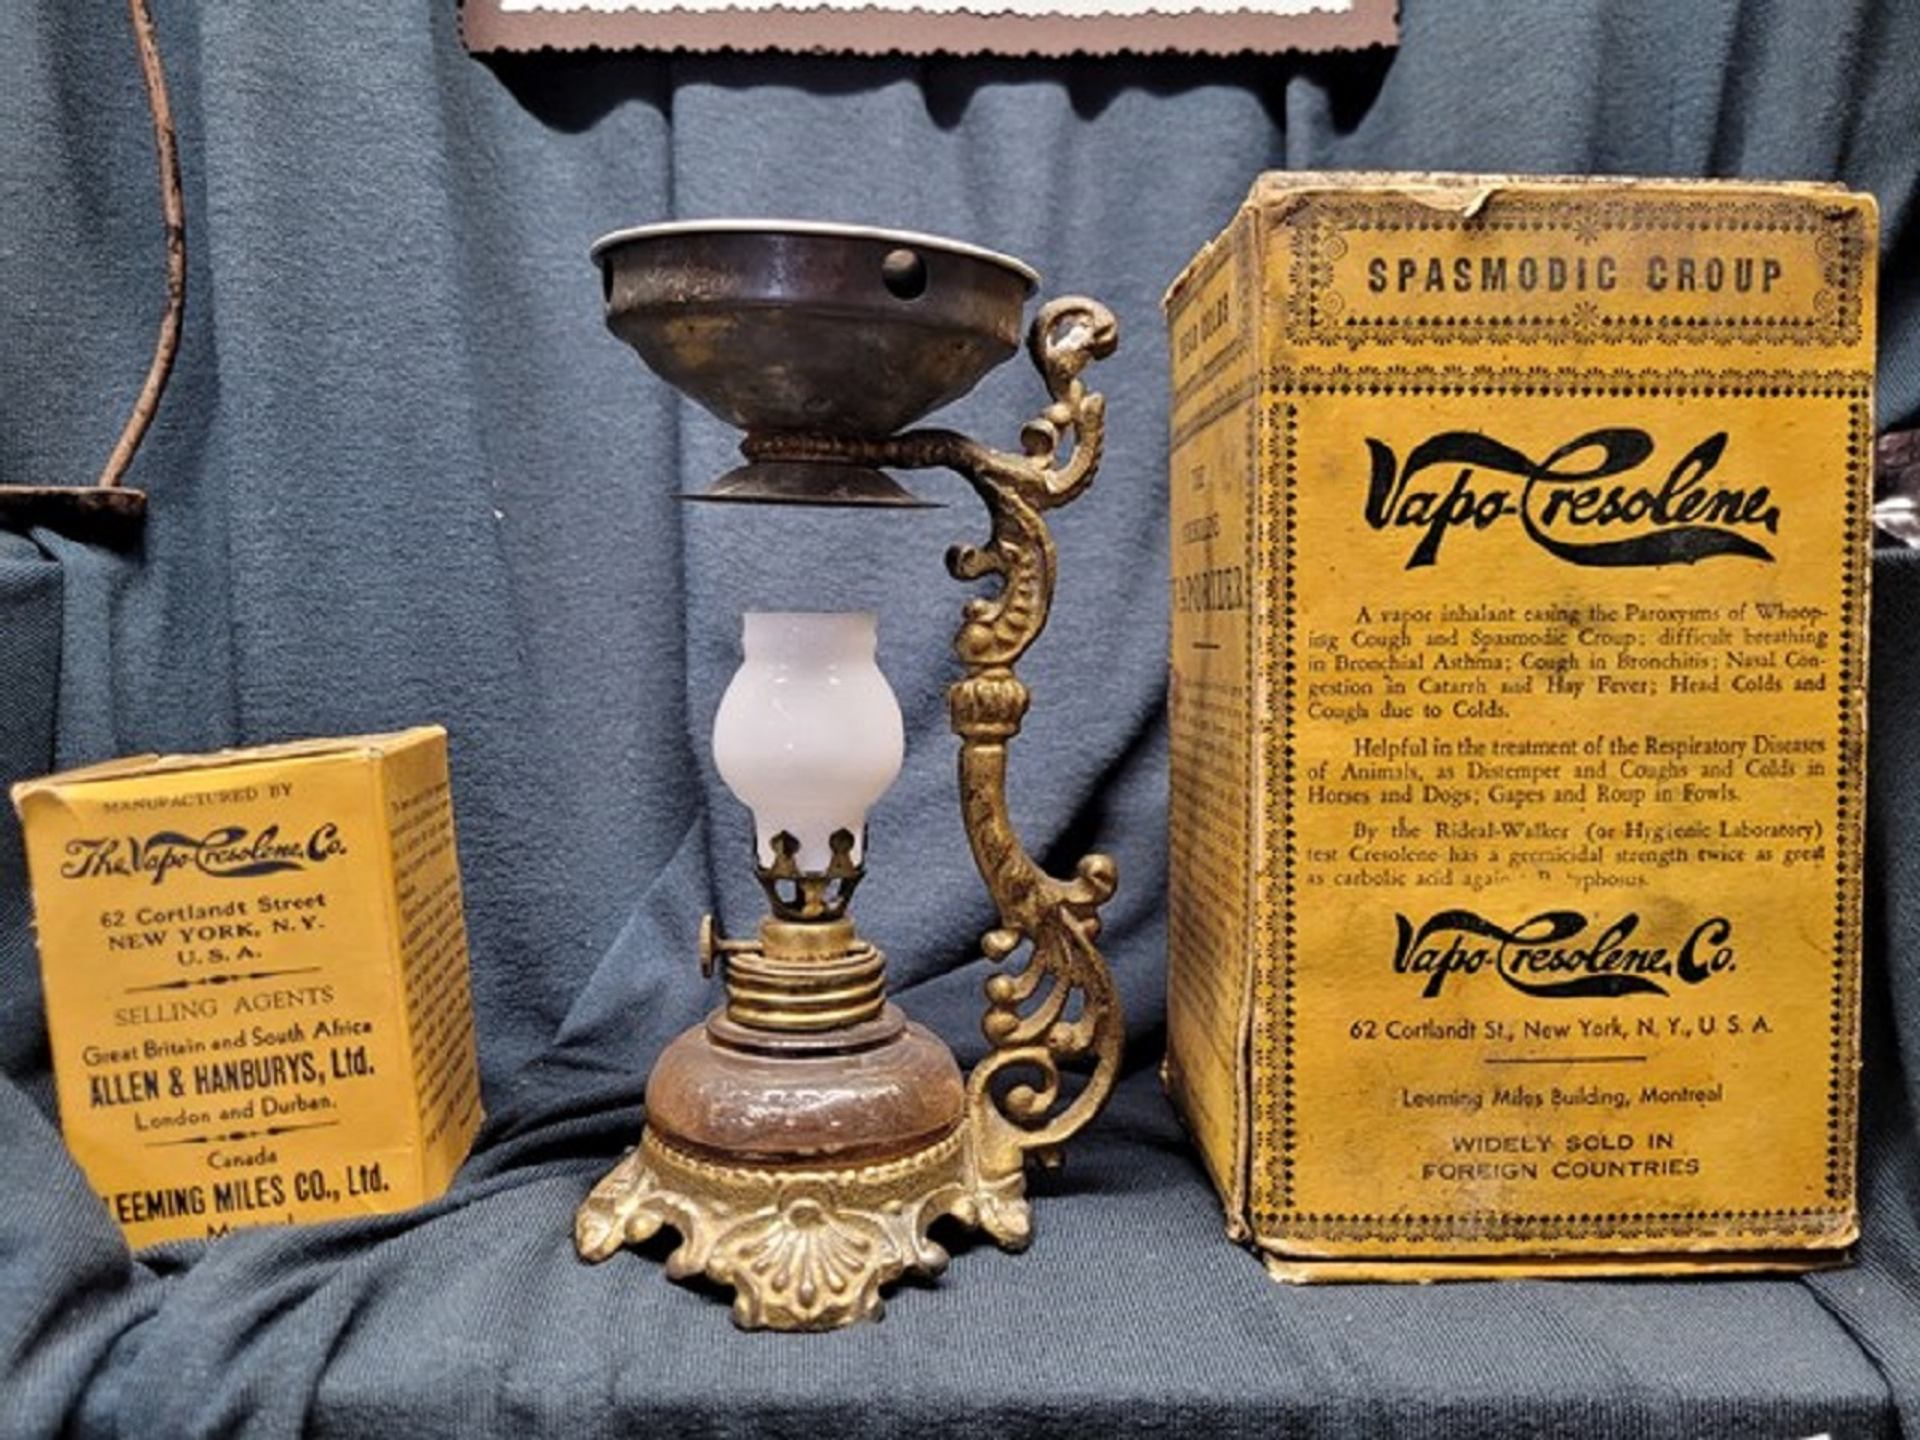 MANUFACTURED BY
The Vapo-Cresolene Co.
62 Cortlandt Street
NEW YORK, N. Y.
U. S. A.
SELLING AGENTS
Great Britain and South Africa
ALLEN & HANBURYS, Ltd.
London and Durban.
Canada
LEEMING MILES CO., Ltd.
THE
VAPORIZER
SPASMODIC CROUP
Vapo-Cresolene
A vapor inhalant easing the Paroxysms of Whoop-
ing Cough and Spasmodic Croup; difficult breathing
in Bronchial Asthma; Cough in Bronchitis; Nasal Con-
gestion in Catarrh and Hay Fever; Head Colds and
Cough due to Colds.
Helpful in the treatment of the Respiratory Diseases
of Animals, as Distemper and Coughs and Colds in
Horses and Dogs; Gapes and Roup in Fowls.
By the Rideal-Walker (or Hygienic Laboratory)
test Cresolene has a germicidal strength twice as great
as carbolic acid
Vapo-Cresolene Co.
62 Cortlandt St., New York, N. Y., U. S. A.
Leeming Miles Building, Montreal
WIDELY SOLD IN
FOREIGN COUNTRIES